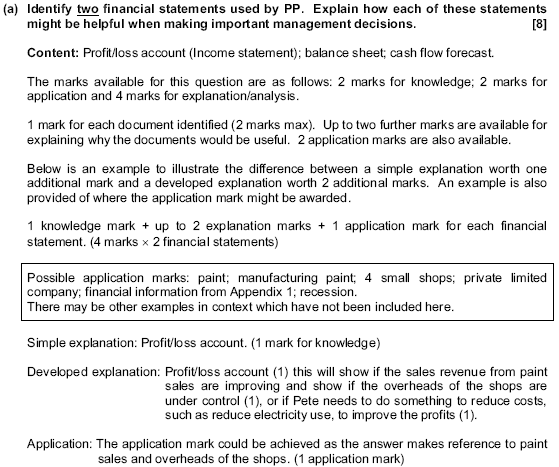 (a) Identify two financial statements used by PP. Explain how each of these statements
might be helpful when making important management decisions. [8]
Content: Profit/loss account (Income statement); balance sheet; cash flow forecast.
The marks available for this question are as follows: 2 marks for knowledge; 2 marks for
application and 4 marks for explanation/analysis.
1 mark for each document identified (2 marks max). Up to two further marks are available for
explaining why the documents would be useful. 2 application marks are also available.
Below is an example to illustrate the difference between a simple explanation worth one
additional mark and a developed explanation worth 2 additional marks. An example is also
provided of where the application mark might be awarded.
1 knowledge mark + up to 2 explanation marks + 1 application mark for each financial
statement. (4 marks × 2 financial statements)
Possible application marks: paint; manufacturing paint; 4 small shops; private limited
company; financial information from Appendix 1; recession.
There may be other examples in context which have not been included here.
Simple explanation: Profit/loss account. (1 mark for knowledge)
Developed explanation: Profit/loss account (1) this will show if the sales revenue from paint
sales are improving and show if the overheads of the shops are
under control (1), or if Pete needs to do something to reduce costs,
such as reduce electricity use, to improve the profits (1).
Application: The application mark could be achieved as the answer makes reference to paint
sales and overheads of the shops. (1 application mark)